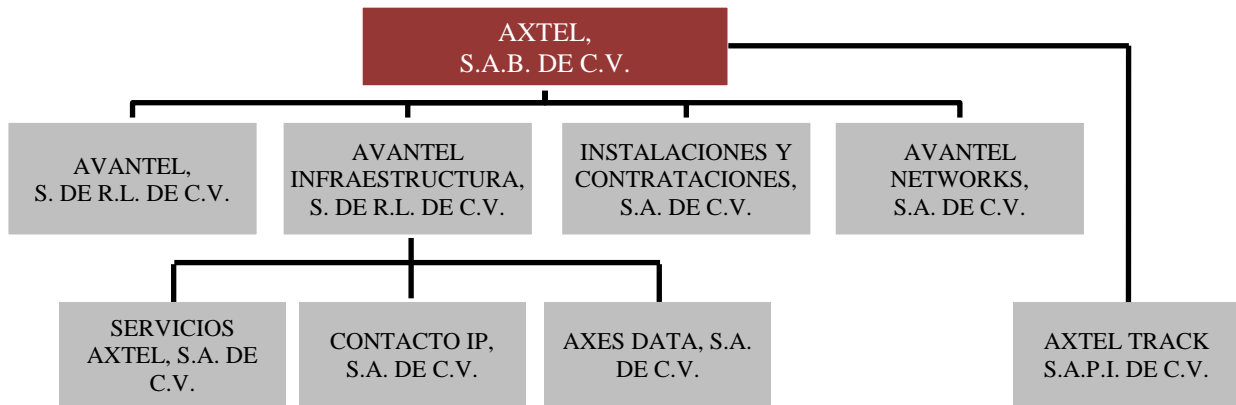 AXTEL,
S.A.B. DE C.V.
AVANTEL,
S. DE R.L. DE C.V.
AVANTEL
INFRAESTRUCTURA,
S. DE R.L. DE C.V.
INSTALACIONES Y
CONTRATACIONES,
S.A. DE C.V.
AVANTEL
NETWORKS,
S.A. DE C.V.
SERVICIOS
AXTEL, S.A. DE
C.V.
CONTACTO IP,
S.A. DE C.V.
AXES DATA, S.A.
DE C.V.
AXTEL TRACK
S.A.P.I. DE C.V.